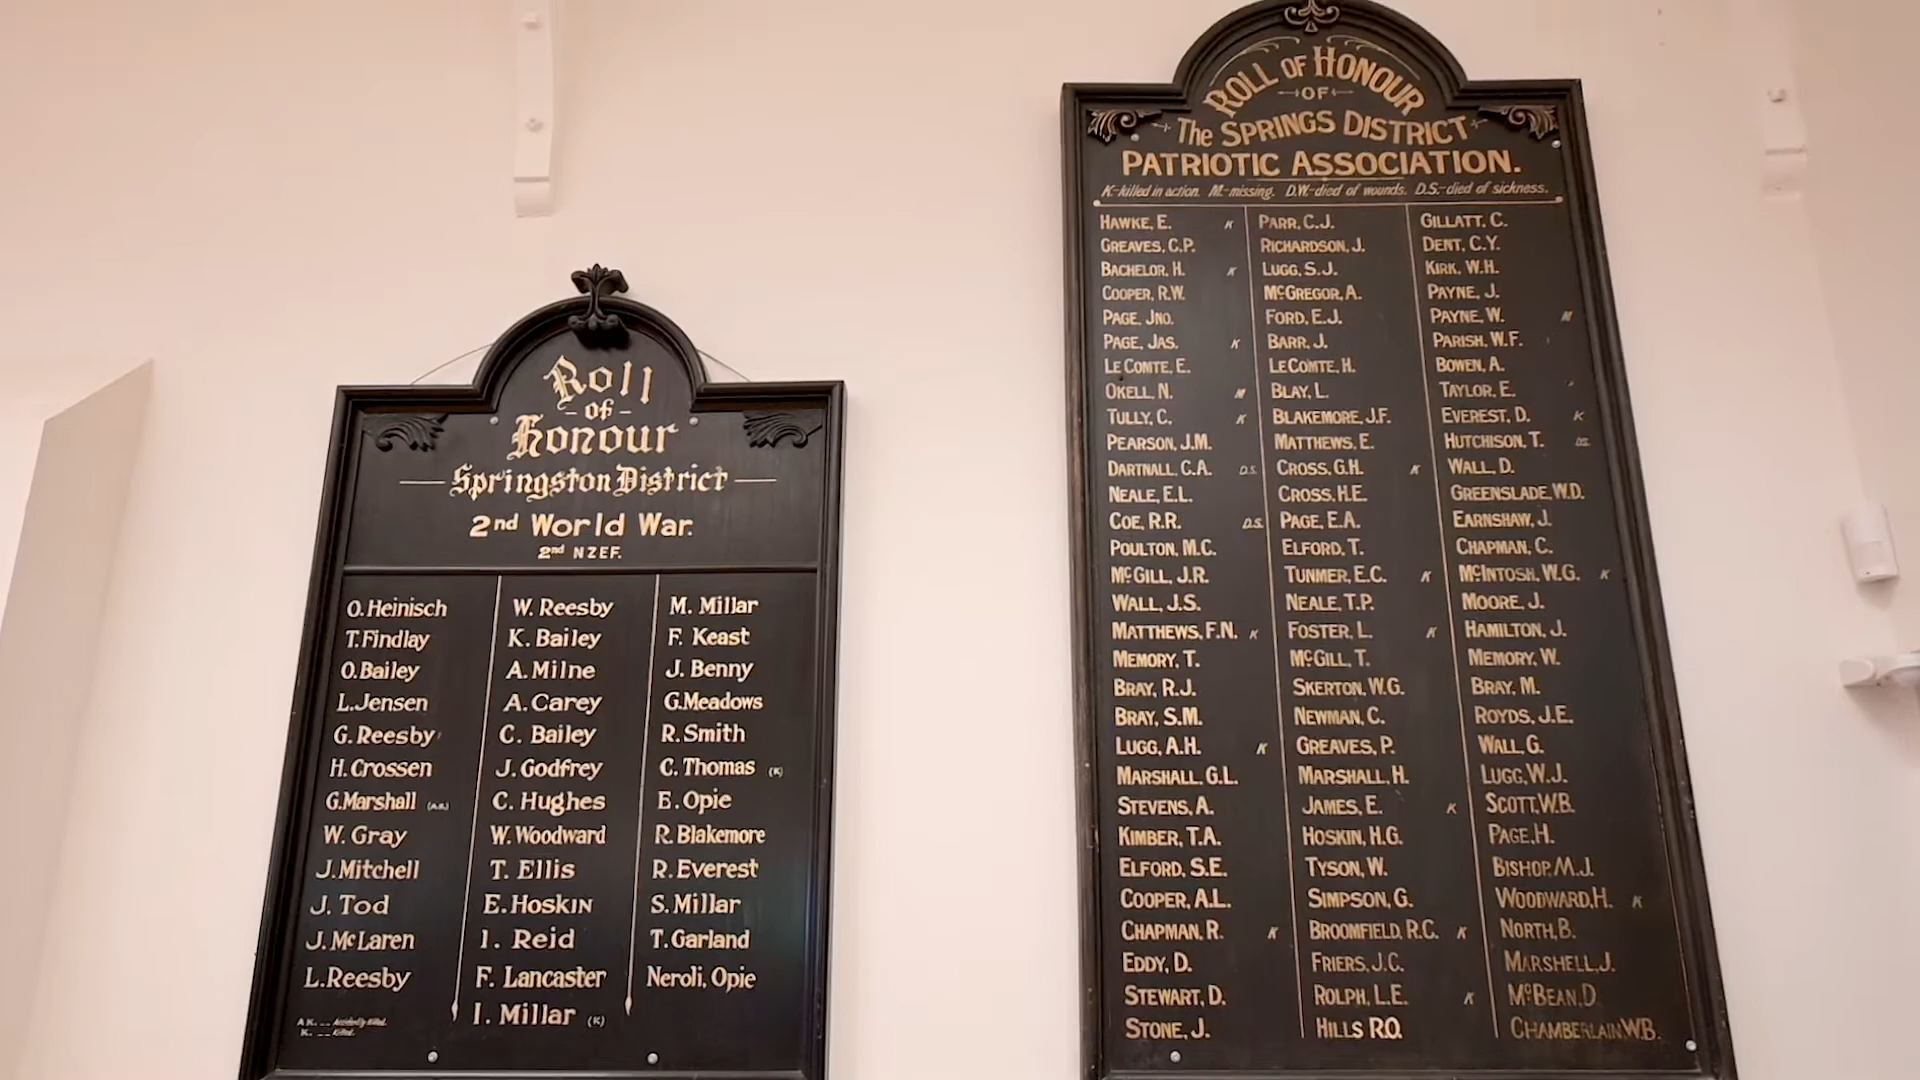 Roll
- of -
Honour
Springston District
2nd World War.
2nd NZEF.
O. Heinisch
T. Findlay
O. Bailey
L. Jensen
G. Reesby
H. Crossen
G. Marshall (A.K.)
W. Gray
J. Mitchell
J. Tod
J. McLaren
L. Reesby
A K. _ _ Accidently Killed.
K. _ _ Killed.
W. Reesby
K. Bailey
A. Milne
A. Carey
C. Bailey
J. Godfrey
C. Hughes
W. Woodward
T. Ellis
E. Hoskin
I. Reid
F. Lancaster
I. Millar (K)
M. Millar
F. Keast
J. Benny
G. Meadows
R. Smith
C. Thomas (K)
E. Opie
R. Blakemore
R. Everest
S. Millar
T. Garland
Neroli, Opie
ROLL OF HONOUR
OF
The SPRINGS DISTRICT
PATRIOTIC ASSOCIATION.
K-killed in action. M-missing. D.W-died of wounds. D.S.-died of sickness.
HAWKE, E. K
GREAVES, C.P.
BACHELOR, H. K
COOPER, R.W.
PAGE, JNO.
PAGE, JAS. K
LE COMTE, E.
OKELL, N. M
TULLY, C. K
PEARSON, J.M.
DARTNALL, C.A. D.S.
NEALE, E.L.
COE, R.R. D.S.
POULTON, M.C.
McGILL, J.R.
WALL, J.S.
MATTHEWS, F.N. K
MEMORY, T.
BRAY, R.J.
BRAY, S.M.
LUGG, A.H. K
MARSHALL, G.L.
STEVENS, A.
KIMBER, T.A.
ELFORD, S.E.
COOPER, A.L.
CHAPMAN, R. K
EDDY, D.
STEWART, D.
STONE, J.
PARR, C.J.
RICHARDSON, J.
LUGG, S.J.
McGREGOR, A.
FORD, E.J.
BARR, J.
LE COMTE, H.
BLAY, L.
BLAKEMORE, J.F.
MATTHEWS, E.
CROSS, G.H. K
CROSS, H.E.
PAGE, E.A.
ELFORD, T.
TUNMER, E.C. K
NEALE, T.P.
FOSTER, L. K
McGILL, T.
SKERTON, W.G.
NEWMAN, C.
GREAVES, P.
MARSHALL, H.
JAMES, E. K
HOSKIN, H.G.
TYSON, W.
SIMPSON, G.
BROOMFIELD, R.C. K
FRIERS, J.C.
ROLPH, L.E. K
HILLS R.O.
GILLATT, C.
DENT, C.Y.
KIRK, W.H.
PAYNE, J.
PAYNE, W. M
PARISH, W.F.
BOWEN, A.
TAYLOR, E.
EVEREST, D. K
HUTCHISON, T. D.S.
WALL, D.
GREENSLADE, W.D.
EARNSHAW, J.
CHAPMAN, C.
McINTOSH, W.G. K
MOORE, J.
HAMILTON, J.
MEMORY, W.
BRAY, M.
ROYDS, J.E.
WALL, G.
LUGG, W.J.
SCOTT, W.B.
PAGE, H.
BISHOP, M.J.
WOODWARD, H. K
NORTH, B.
MARSHELL, J.
McBEAN, D.
CHAMBERLAIN, W.B.